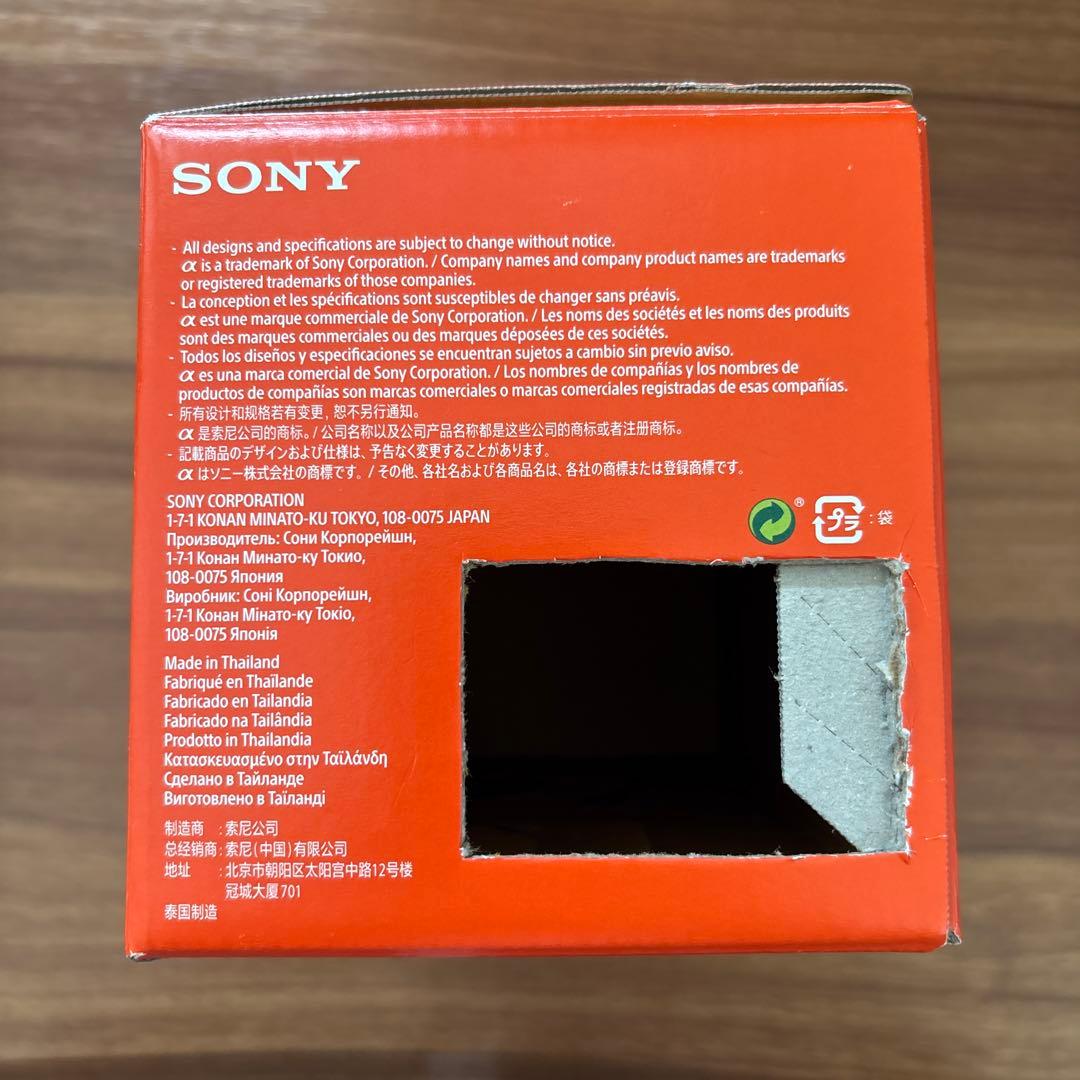 SONY
- All designs and specifications are subject to change without notice.
α is a trademark of Sony Corporation. / Company names and company product names are trademarks
or registered trademarks of those companies.
- La conception et les spécifications sont susceptibles de changer sans préavis.
α est une marque commerciale de Sony Corporation. / Les noms des sociétés et les noms des produits
sont des marques commerciales ou des marques déposées de ces sociétés.
- Todos los diseños y especificaciones se encuentran sujetos a cambio sin previo aviso.
α es una marca comercial de Sony Corporation. / Los nombres de compañías y los nombres de
productos de compañías son marcas comerciales o marcas comerciales registradas de esas compañías.
- 所有设计和规格若有变更，恕不另行通知。
α 是索尼公司的商标。/ 公司名称以及公司产品名称都是这些公司的商标或者注册商标。
- 記載商品のデザインおよび仕様は、予告なく変更することがあります。
α はソニー株式会社の商標です。/ その他、各社名および各商品名は、各社の商標または登録商標です。
SONY CORPORATION
1-7-1 KONAN MINATO-KU TOKYO, 108-0075 JAPAN
Производитель: Сони Корпорейшн,
1-7-1 Конан Минато-ку Токио,
108-0075 Япония
Виробник: Соні Корпорейшн,
1-7-1 Конан Мінато-ку Токіо,
108-0075 Японія
® プラ : 袋
Made in Thailand
Fabriqué en Thaïlande
Fabricado en Tailandia
Fabricado na Tailândia
Prodotto in Thailandia
Κατασκευασμένο στην Ταϊλάνδη
Сделано в Тайланде
Виготовлено в Таїланді
制造商 : 索尼公司
总经销商 : 索尼(中国)有限公司
地址 : 北京市朝阳区太阳宫中路12号楼
冠城大厦701
泰国制造